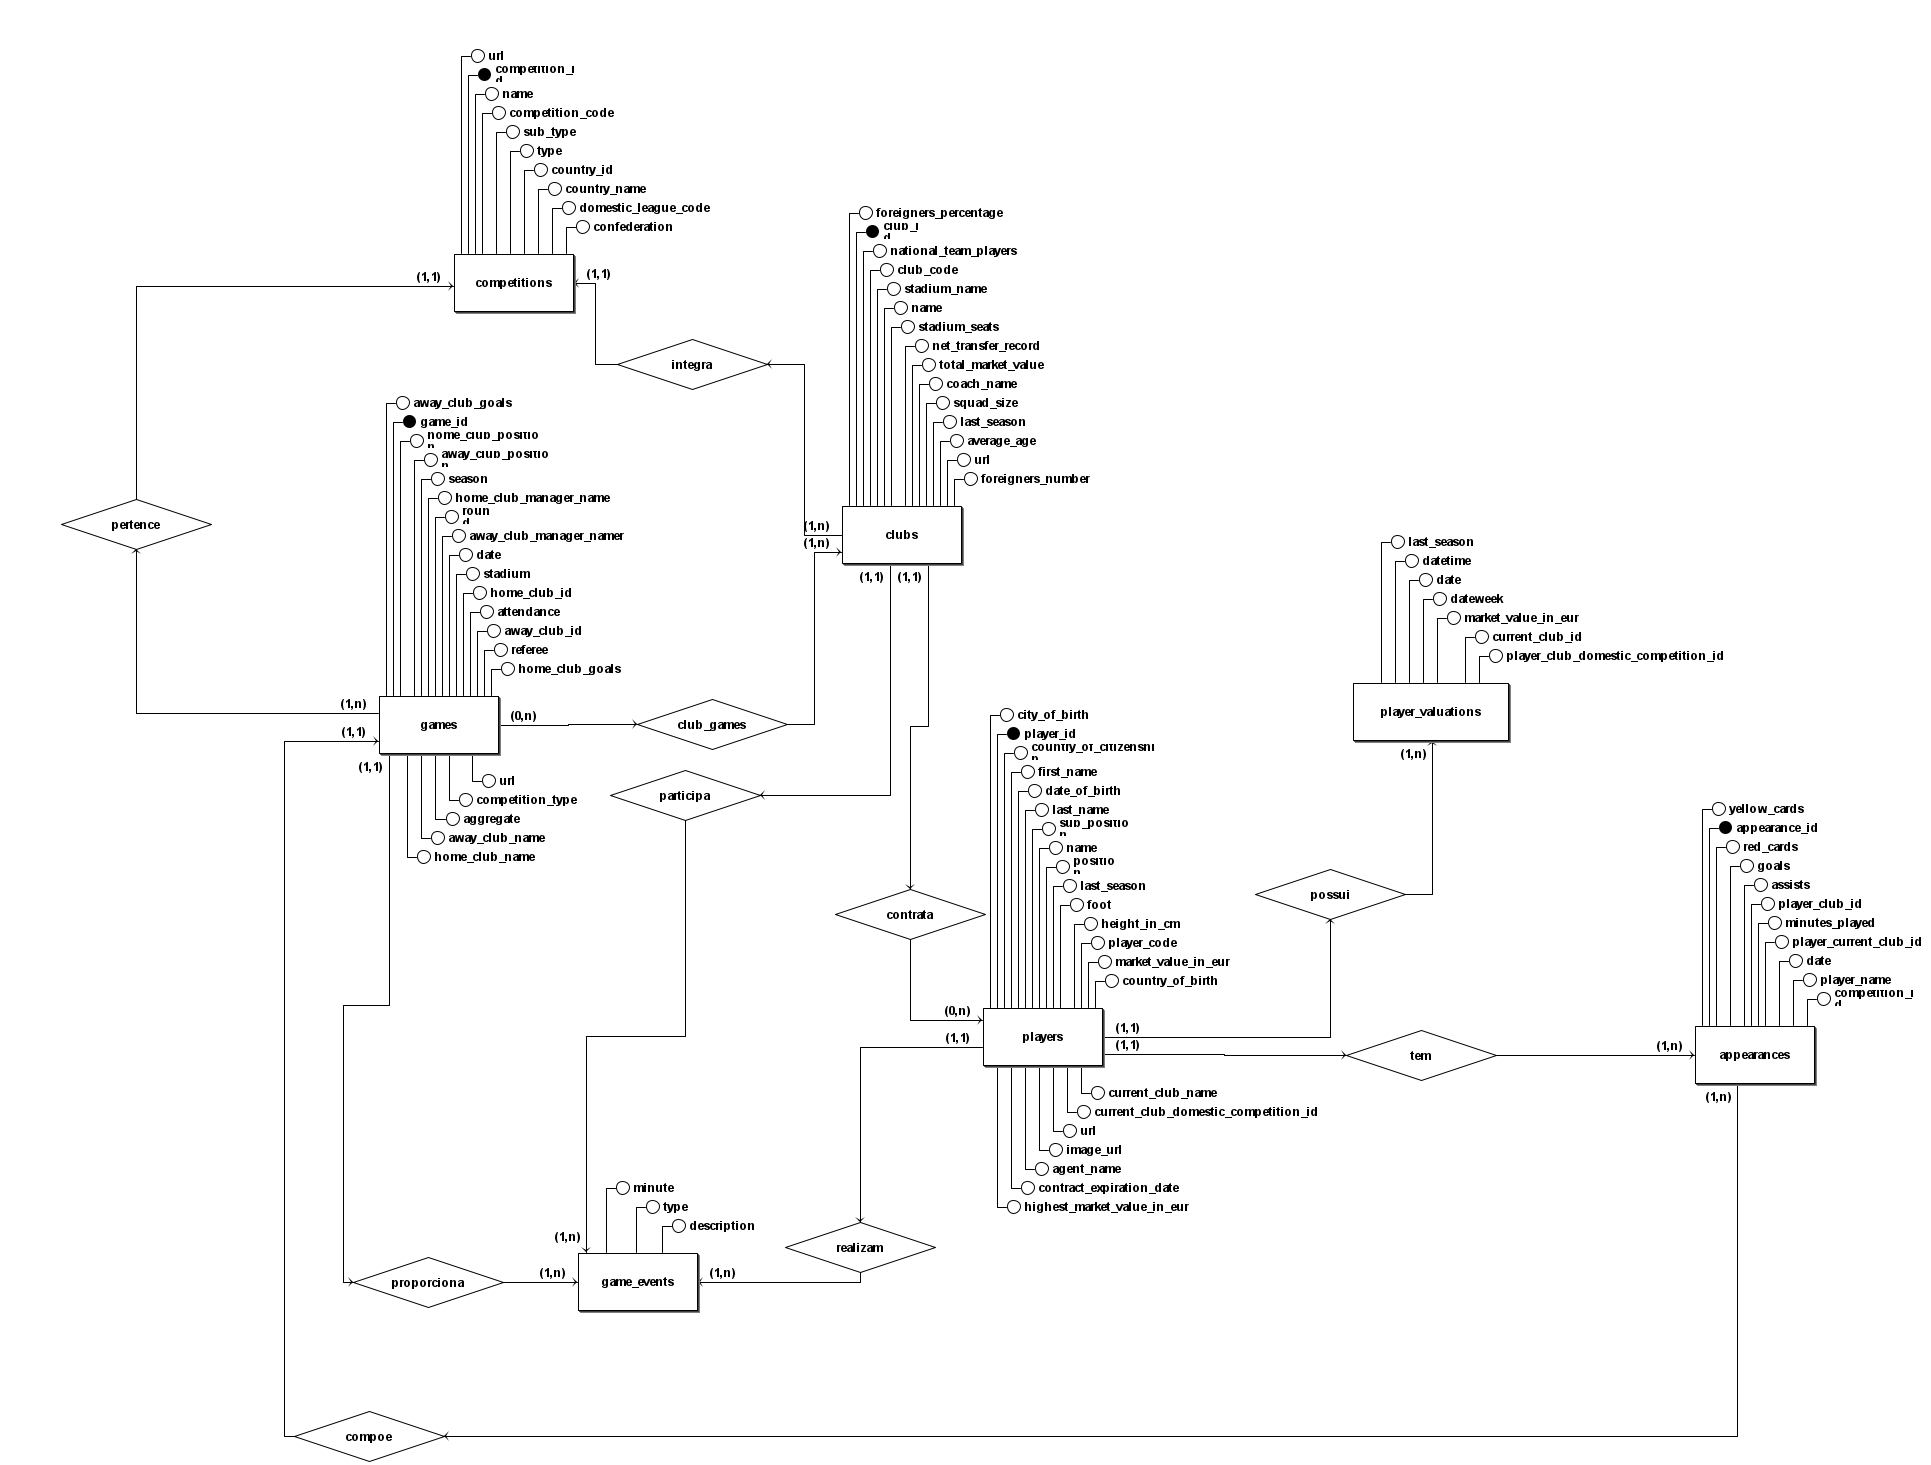 url
competition_id
name
competition_code
sub_type
type
country_id
country_name
domestic_league_code
confederation
competitions
(1,1)
(1,1)
integra
pertence
foreigners_percentage
club_id
national_team_players
club_code
stadium_name
name
stadium_seats
net_transfer_record
total_market_value
coach_name
squad_size
last_season
average_age
url
foreigners_number
clubs
(1,n)
(1,n)
(1,1)
(1,1)
away_club_goals
game_id
home_club_position
away_club_position
season
home_club_manager_name
round
away_club_manager_namer
date
stadium
home_club_id
attendance
away_club_id
referee
home_club_goals
games
(1,n)
(0,n)
(1,1)
(1,1)
url
competition_type
aggregate
away_club_name
home_club_name
club_games
participa
contrata
last_season
datetime
date
dateweek
market_value_in_eur
current_club_id
player_club_domestic_competition_id
player_valuations
(1,n)
possui
city_of_birth
player_id
country_of_citizenship
first_name
date_of_birth
last_name
sub_position
name
position
last_season
foot
height_in_cm
player_code
market_value_in_eur
country_of_birth
players
(0,n)
(1,1)
(1,1)
(1,1)
current_club_name
current_club_domestic_competition_id
url
image_url
agent_name
contract_expiration_date
highest_market_value_in_eur
tem
yellow_cards
appearance_id
red_cards
goals
assists
player_club_id
minutes_played
player_current_club_id
date
player_name
competition_id
appearances
(1,n)
(1,n)
minute
type
description
game_events
(1,n)
(1,n)
(1,n)
realizam
proporciona
compoe